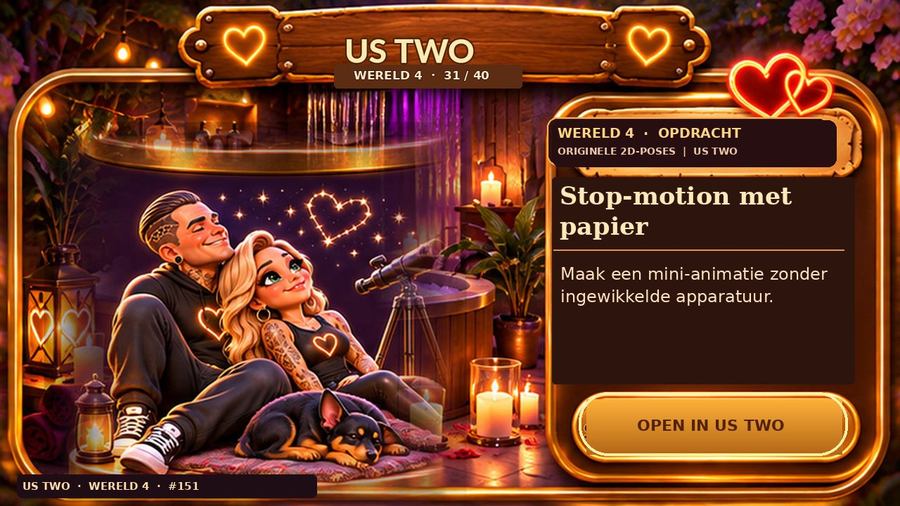 US TWO
WERELD 4 · 31 / 40
WERELD 4 · OPDRACHT
ORIGINELE 2D-POSES | US TWO
Stop-motion met
papier
Maak een mini-animatie zonder
ingewikkelde apparatuur.
OPEN IN US TWO
US TWO · WERELD 4 · #151